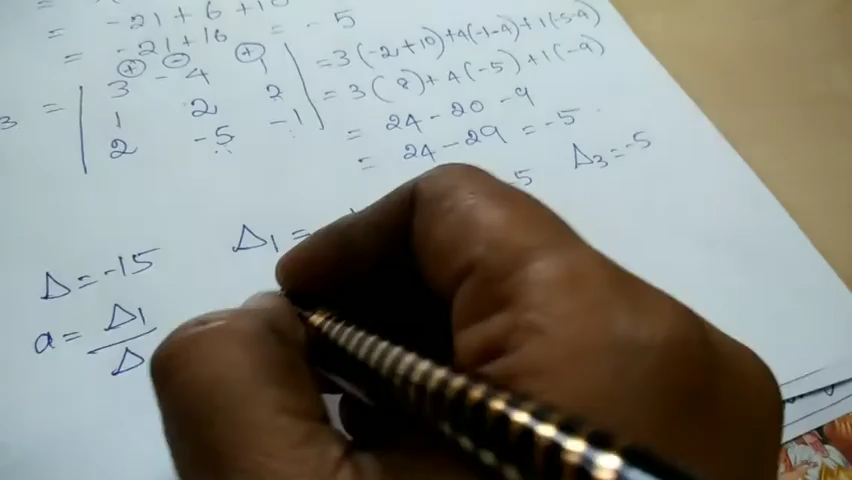 = -21 + 6 + 10
= -21 + 16 = -5
3 = | 3 -4 1 | = 3(-2+10)+4(-1-4)+1(-5-4)
1 2 2 = 3(8)+4(-5)+1(-9)
2 -5 -1 = 24-20-9
= 24-29 = -5
Δ = -15 Δ1 = -5 Δ3 = -5
a = Δ1/Δ